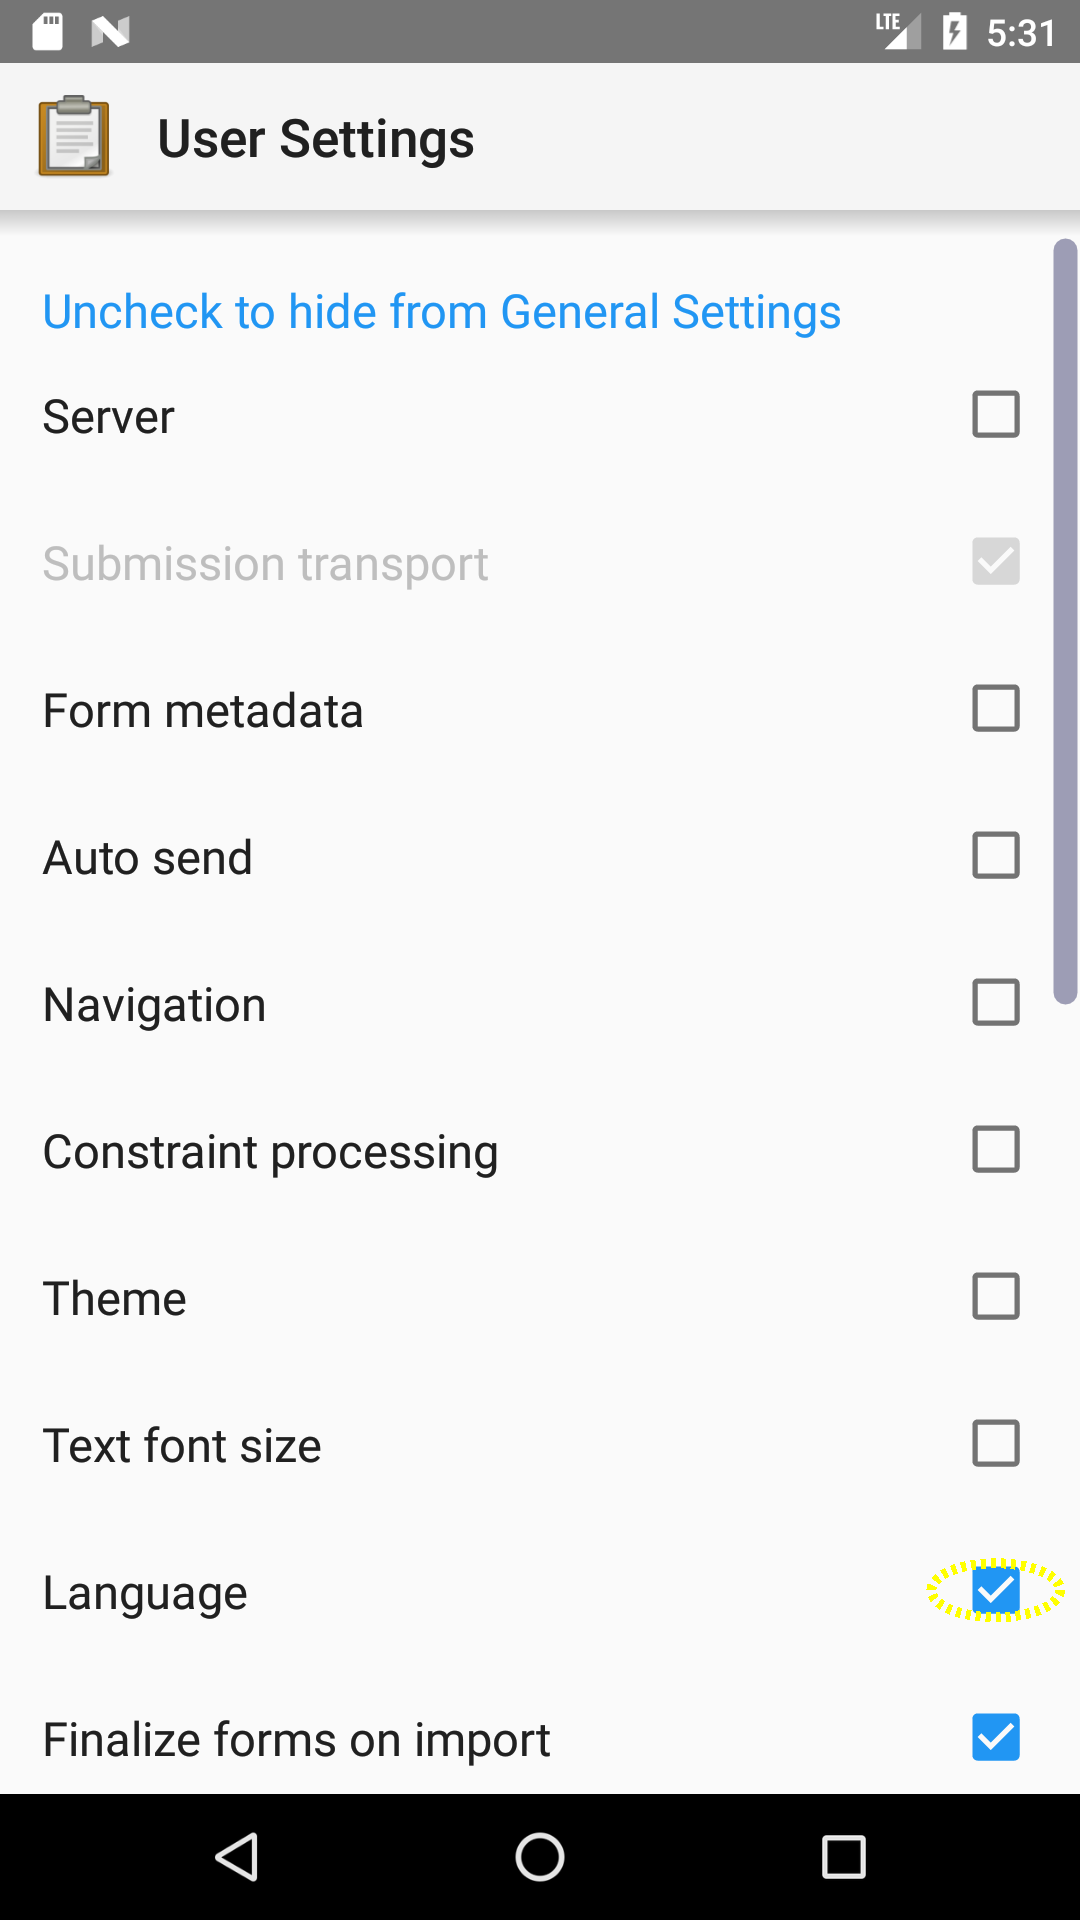 LTE 5:31
User Settings
Uncheck to hide from General Settings
Server
Submission transport
Form metadata
Auto send
Navigation
Constraint processing
Theme
Text font size
Language
Finalize forms on import